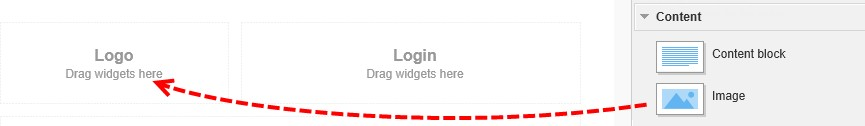 Logo
Drag widgets here
Login
Drag widgets here
Content
Content block
Image